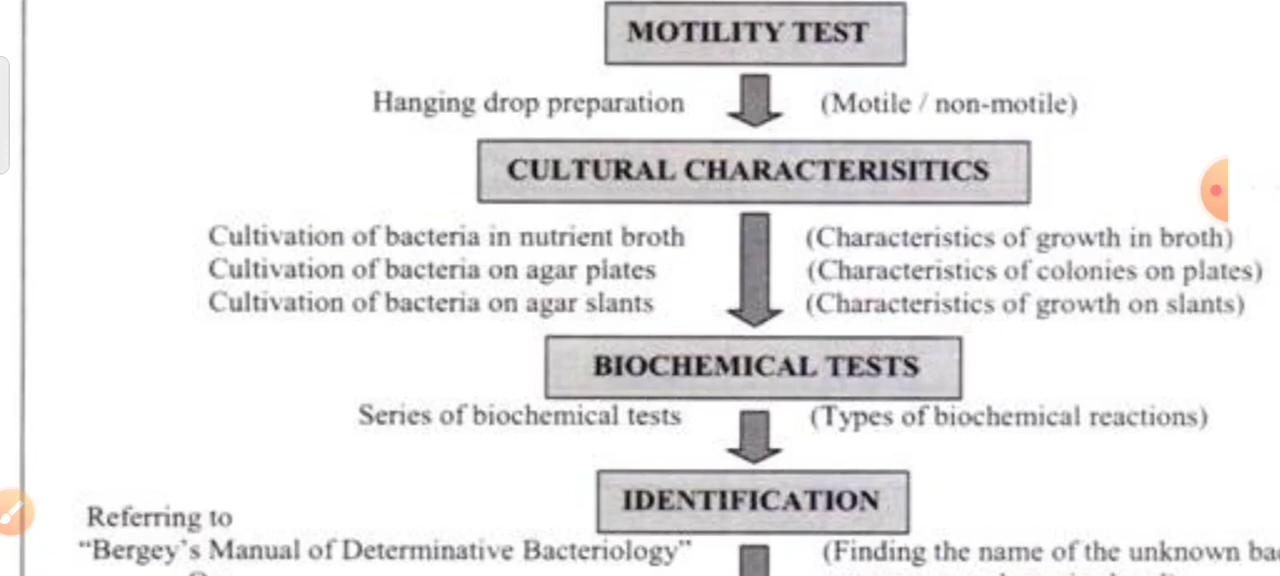 MOTILITY TEST
Hanging drop preparation (Motile / non-motile)
CULTURAL CHARACTERISITICS
Cultivation of bacteria in nutrient broth (Characteristics of growth in broth)
Cultivation of bacteria on agar plates (Characteristics of colonies on plates)
Cultivation of bacteria on agar slants (Characteristics of growth on slants)
BIOCHEMICAL TESTS
Series of biochemical tests (Types of biochemical reactions)
IDENTIFICATION
Referring to
“Bergey’s Manual of Determinative Bacteriology” (Finding the name of the unknown